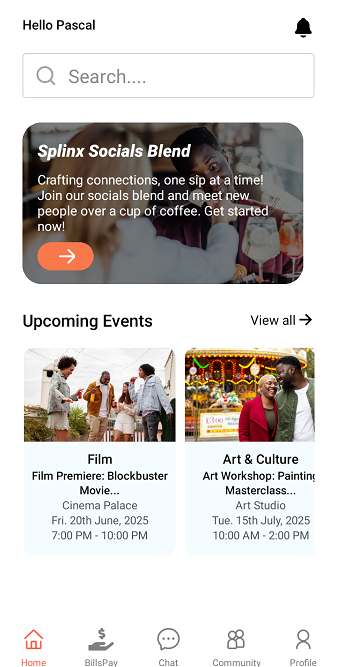 Hello Pascal
Search....
Splinx Socials Blend
Crafting connections, one sip at a time!
Join our socials blend and meet new
people over a cup of coffee. Get started
now!
Upcoming Events
View all
Film
Film Premiere: Blockbuster
Movie...
Cinema Palace
Fri. 20th June, 2025
7:00 PM - 10:00 PM
Art & Culture
Art Workshop: Painting
Masterclass...
Art Studio
Tue. 15th July, 2025
10:00 AM - 2:00 PM
Home
BillsPay
Chat
Community
Profile